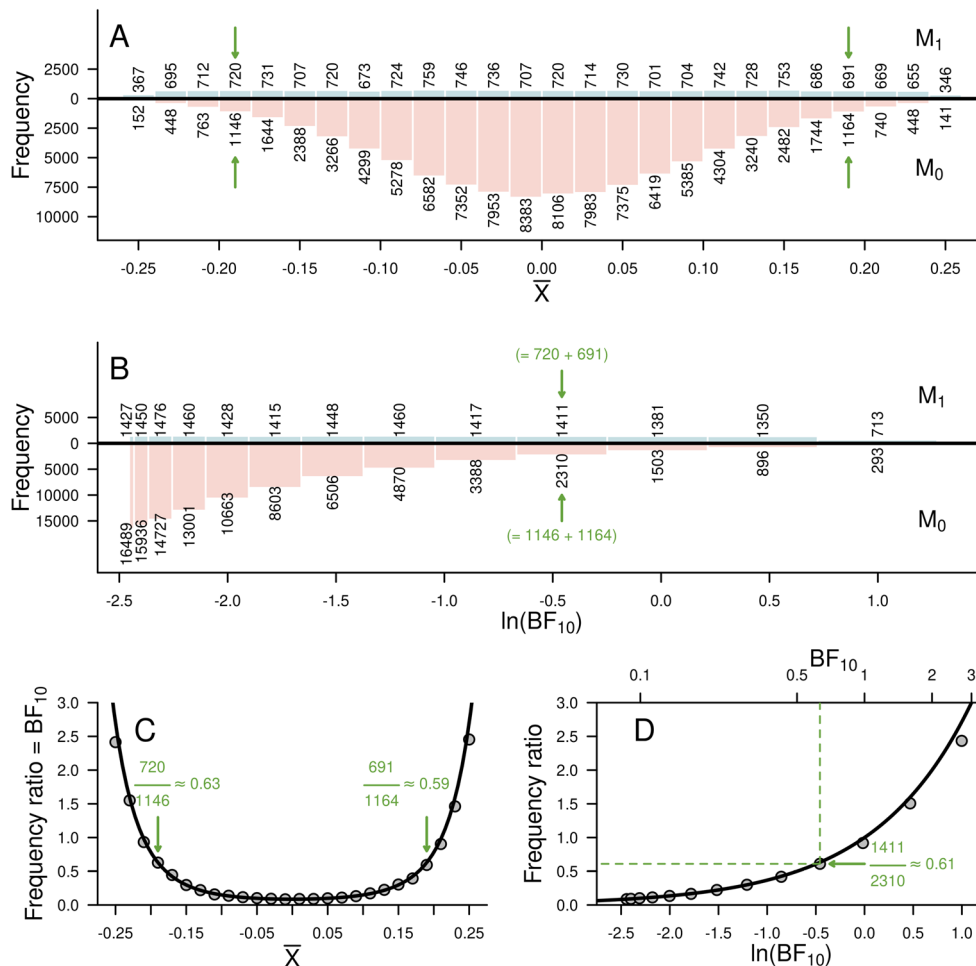 A
M1
Frequency
2500
0
2500
5000
7500
10000
367 695 712 720 731 707 720 673 724 759 746 736 707 720 714 730 701 704 742 728 753 686 691 669 655 346
152 448 763 1146 1644 2388 3266 4299 5278 6582 7352 7953 8383 8106 7983 7375 6419 5385 4304 3240 2482 1744 1164 740 448 141
M0
-0.25 -0.20 -0.15 -0.10 -0.05 0.00 0.05 0.10 0.15 0.20 0.25
X
B
(= 720 + 691)
M1
Frequency
5000
0
5000
10000
15000
1427 1450 1476 1460 1428 1415 1448 1460 1417 1411 1381 1350 713
16489 15936 14727 13001 10663 8603 6506 4870 3388 2310 1503 896 293
M0
(= 1146 + 1164)
-2.5 -2.0 -1.5 -1.0 -0.5 0.0 0.5 1.0
ln(BF10)
C
Frequency ratio = BF10
3.0
2.5
2.0
1.5
1.0
0.5
0.0
720
1146
≈ 0.63
691
1164
≈ 0.59
-0.25 -0.15 -0.05 0.05 0.15 0.25
X
BF10
0.1 0.5 1 2 3
D
Frequency ratio
3.0
2.5
2.0
1.5
1.0
0.5
0.0
1411
2310
≈ 0.61
-2.5 -2.0 -1.5 -1.0 -0.5 0.0 0.5 1.0
ln(BF10)